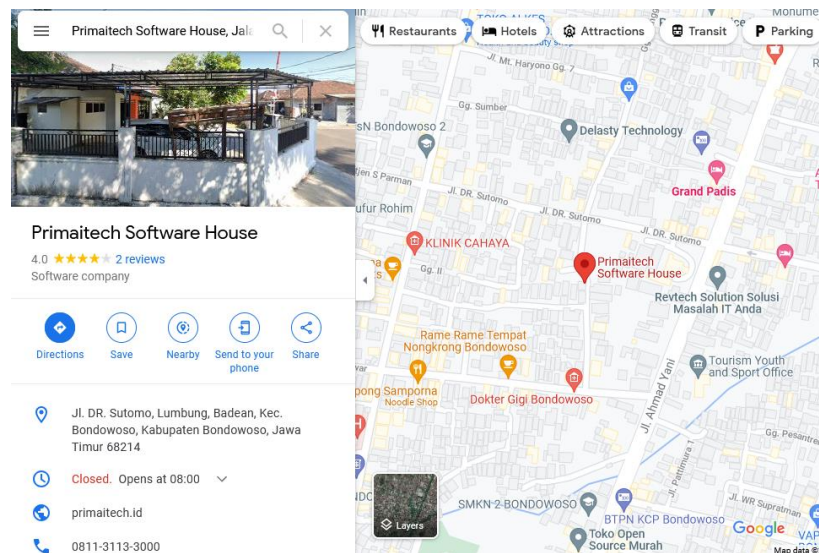 Primaitech Software House, Jala
Restaurants
Hotels
Attractions
Transit
Parking
Primaitech Software House
4.0
2 reviews
Software company
Directions
Save
Nearby
Send to your
phone
Share
Jl. DR. Sutomo, Lumbung, Badean, Kec.
Bondowoso, Kabupaten Bondowoso, Jawa
Timur 68214
Closed. Opens at 08:00
primaitech.id
0811-3113-3000
Jl. Mt. Haryono Gg. 7
Gg. Sumber
sN Bondowoso 2
Delasty Technology
jen S Parman
Jl. DR. Sutomo
Grand Padis
ufur Rohim
Jl. DR. Sutomo
KLINIK CAHAYA
Gg. II
Primaitech
Software House
Revtech Solution Solusi
Masalah IT Anda
Rame Rame Tempat
Nongkrong Bondowoso
Tourism Youth
and Sport Office
pong Samporna
Noodle Shop
Dokter Gigi Bondowoso
Jl. Ahmad Yani
Gg. Pesantre
Jl. Pattimura 1
Jl. WR Supratman
SMKN 2 BONDOWOSO
BTPN KCP Bondowoso
Layers
Toko Open
Source Murah
Google
VAP
Map data ©